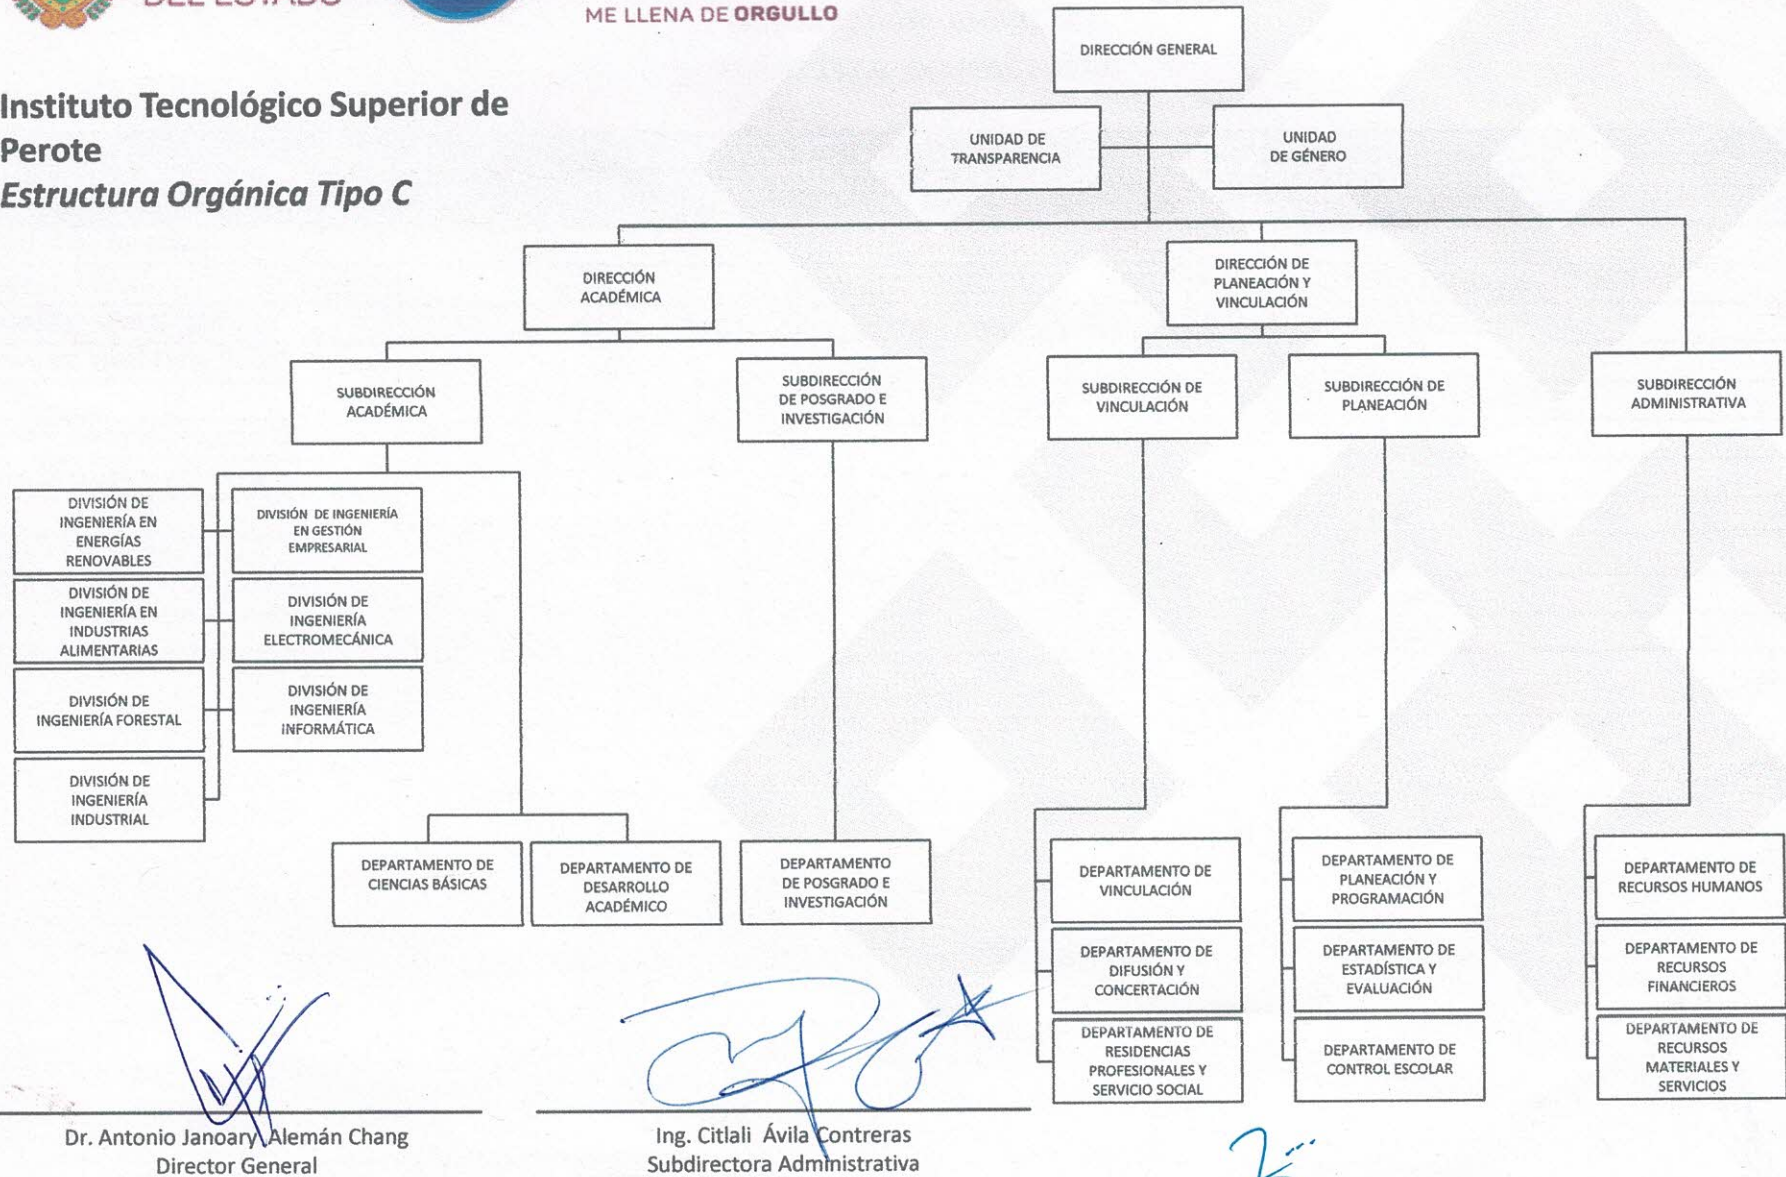 DEL ESTADO
ME LLENA DE ORGULLO
Instituto Tecnológico Superior de
Perote
Estructura Orgánica Tipo C
DIRECCIÓN GENERAL
UNIDAD DE
TRANSPARENCIA
UNIDAD
DE GÉNERO
DIRECCIÓN
ACADÉMICA
DIRECCIÓN DE
PLANEACIÓN Y
VINCULACIÓN
SUBDIRECCIÓN
ACADÉMICA
SUBDIRECCIÓN
DE POSGRADO E
INVESTIGACIÓN
SUBDIRECCIÓN DE
VINCULACIÓN
SUBDIRECCIÓN DE
PLANEACIÓN
SUBDIRECCIÓN
ADMINISTRATIVA
DIVISIÓN DE
INGENIERÍA EN
ENERGÍAS
RENOVABLES
DIVISIÓN DE INGENIERÍA
EN GESTIÓN
EMPRESARIAL
DIVISIÓN DE
INGENIERÍA EN
INDUSTRIAS
ALIMENTARIAS
DIVISIÓN DE
INGENIERÍA
ELECTROMECÁNICA
DIVISIÓN DE
INGENIERÍA FORESTAL
DIVISIÓN DE
INGENIERÍA
INFORMÁTICA
DIVISIÓN DE
INGENIERÍA
INDUSTRIAL
DEPARTAMENTO DE
CIENCIAS BÁSICAS
DEPARTAMENTO DE
DESARROLLO
ACADÉMICO
DEPARTAMENTO
DE POSGRADO E
INVESTIGACIÓN
DEPARTAMENTO DE
VINCULACIÓN
DEPARTAMENTO DE
DIFUSIÓN Y
CONCERTACIÓN
DEPARTAMENTO DE
RESIDENCIAS
PROFESIONALES Y
SERVICIO SOCIAL
DEPARTAMENTO DE
PLANEACIÓN Y
PROGRAMACIÓN
DEPARTAMENTO DE
ESTADÍSTICA Y
EVALUACIÓN
DEPARTAMENTO DE
CONTROL ESCOLAR
DEPARTAMENTO DE
RECURSOS HUMANOS
DEPARTAMENTO DE
RECURSOS
FINANCIEROS
DEPARTAMENTO DE
RECURSOS
MATERIALES Y
SERVICIOS
Dr. Antonio Janoary Alemán Chang
Director General
Ing. Citlali Ávila Contreras
Subdirectora Administrativa